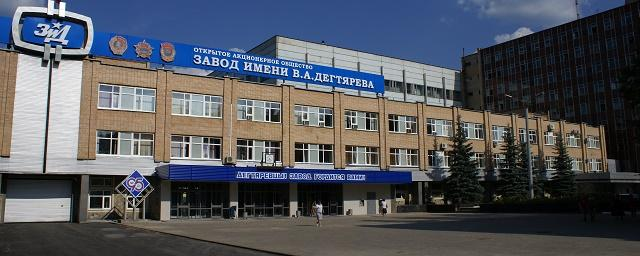 ЗиД
ОТКРЫТОЕ АКЦИОНЕРНОЕ ОБЩЕСТВО
ЗАВОД ИМЕНИ В.А.ДЕГТЯРЕВА
ДЕГТЯРЕВЦЫ! ЗАВОД ГОРДИТСЯ ВАМИ!